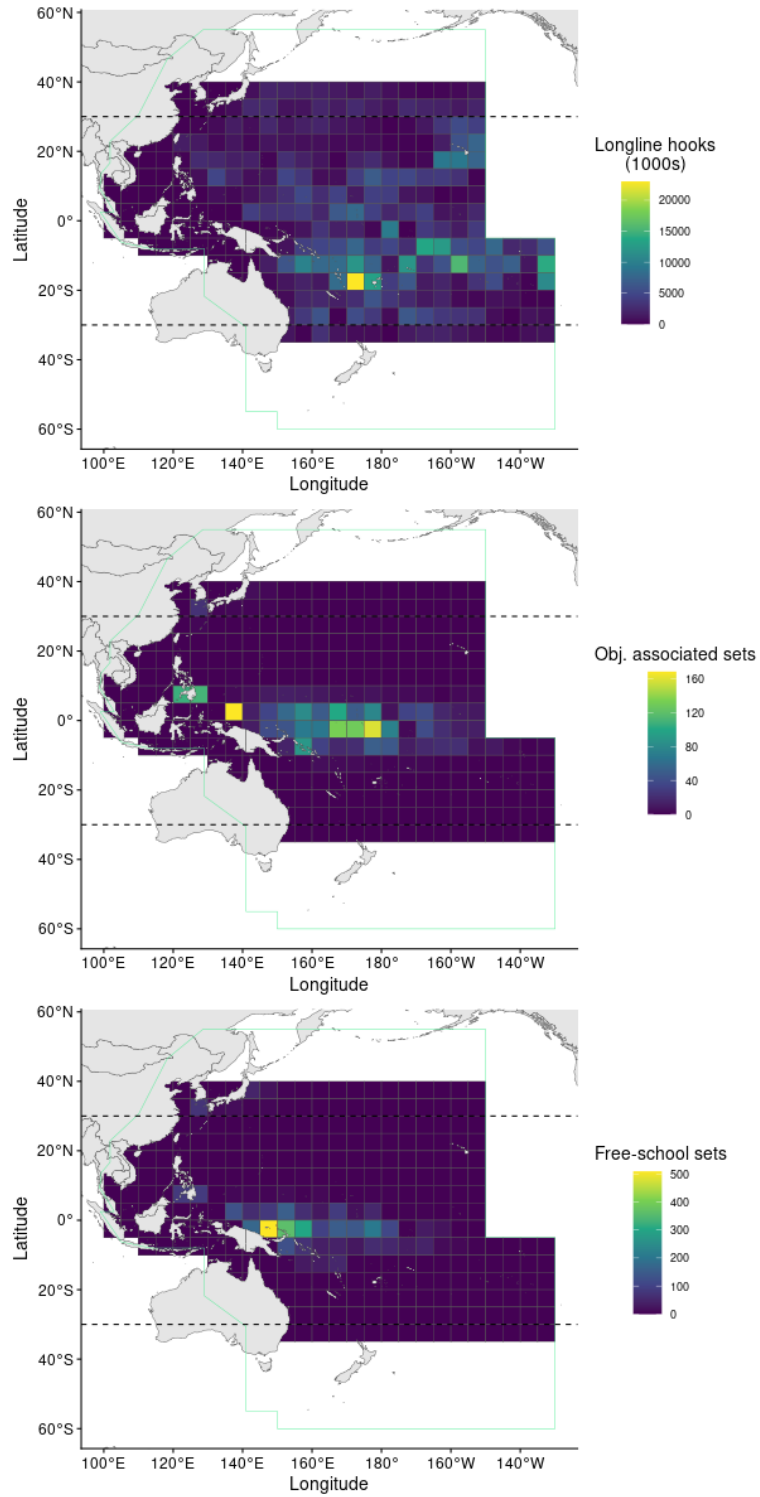 60°N
40°N
20°N
0°
20°S
40°S
60°S
Latitude
100°E 120°E 140°E 160°E 180° 160°W 140°W
Longitude
Longline hooks
(1000s)
20000
15000
10000
5000
0
60°N
40°N
20°N
0°
20°S
40°S
60°S
Latitude
100°E 120°E 140°E 160°E 180° 160°W 140°W
Longitude
Obj. associated sets
160
120
80
40
0
60°N
40°N
20°N
0°
20°S
40°S
60°S
Latitude
100°E 120°E 140°E 160°E 180° 160°W 140°W
Longitude
Free-school sets
500
400
300
200
100
0